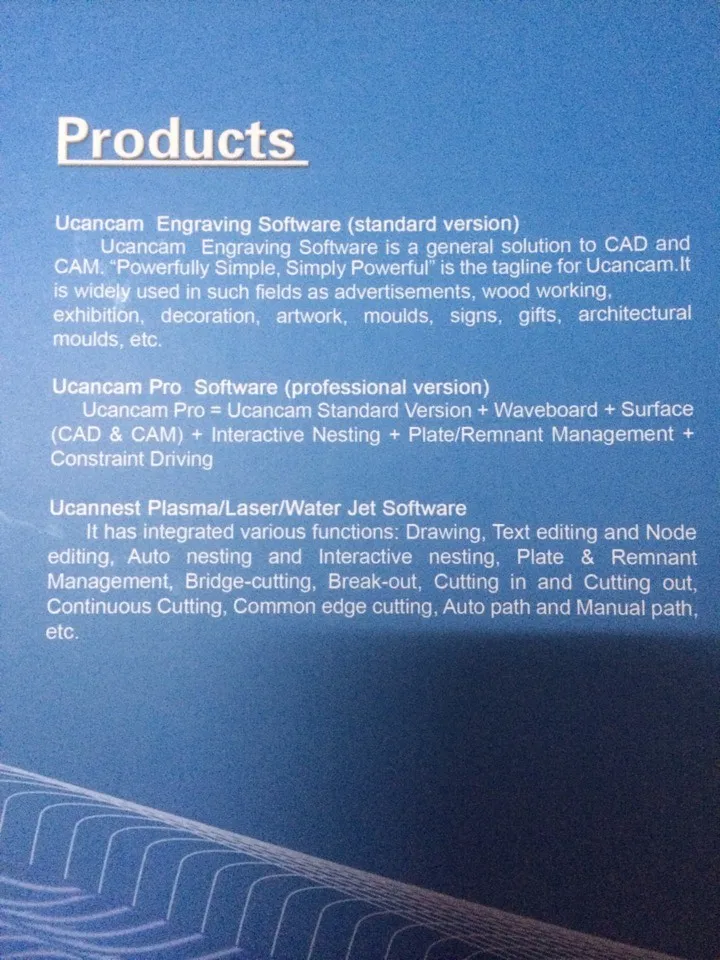 Products
Ucancam Engraving Software (standard version)
Ucancam Engraving Software is a general solution to CAD and
CAM. “Powerfully Simple, Simply Powerful” is the tagline for Ucancam.It
is widely used in such fields as advertisements, wood working,
exhibition, decoration, artwork, moulds, signs, gifts, architectural
moulds, etc.
Ucancam Pro Software (professional version)
Ucancam Pro = Ucancam Standard Version + Waveboard + Surface
(CAD & CAM) + Interactive Nesting + Plate/Remnant Management +
Constraint Driving
Ucannest Plasma/Laser/Water Jet Software
It has integrated various functions: Drawing, Text editing and Node
editing, Auto nesting and Interactive nesting, Plate & Remnant
Management, Bridge-cutting, Break-out, Cutting in and Cutting out,
Continuous Cutting, Common edge cutting, Auto path and Manual path,
etc.